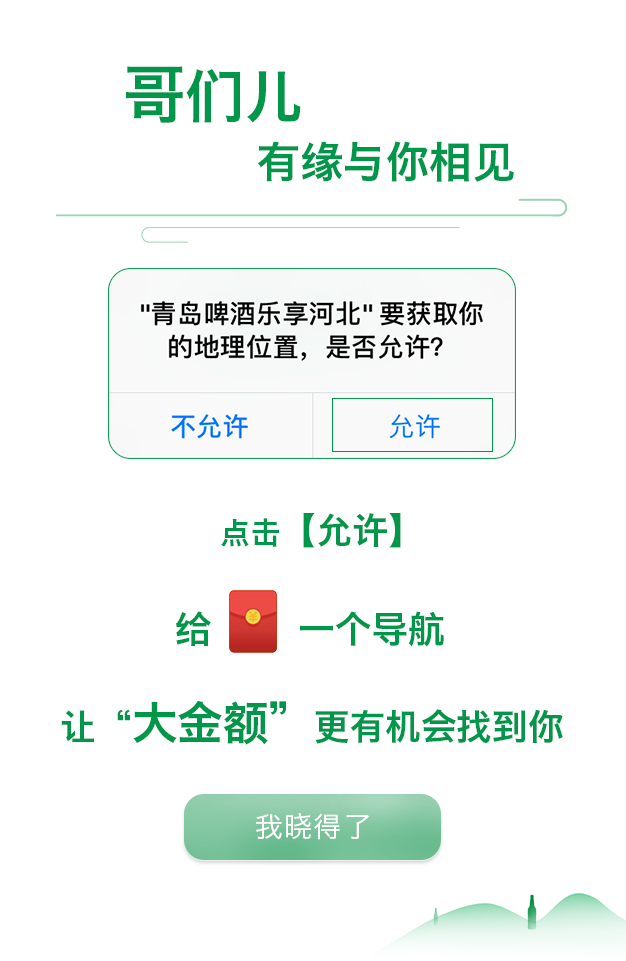 哥们儿
有缘与你相见
"青岛啤酒乐享河北" 要获取你
的地理位置，是否允许？
不允许
允许
点击【允许】
给 一个导航
让“大金额”更有机会找到你
我晓得了